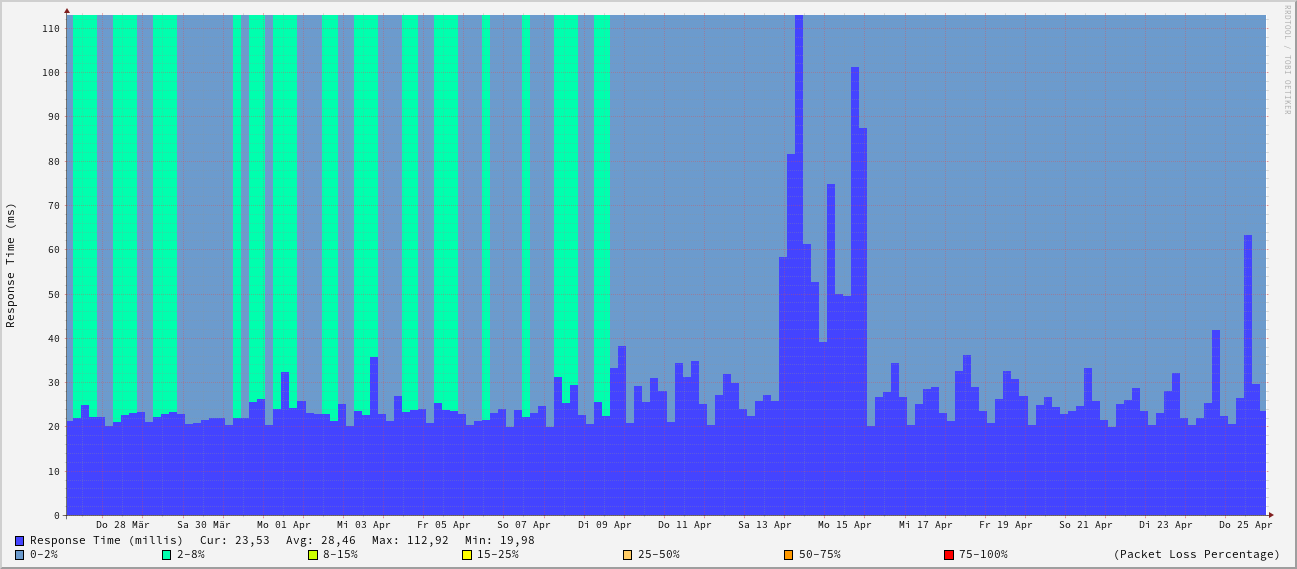 RRDTOOL / TOBI OETIKER
Response Time (ms)
110
100
90
80
70
60
50
40
30
20
10
0
Do 28 Mär Sa 30 Mär Mo 01 Apr Mi 03 Apr Fr 05 Apr So 07 Apr Di 09 Apr Do 11 Apr Sa 13 Apr Mo 15 Apr Mi 17 Apr Fr 19 Apr So 21 Apr Di 23 Apr Do 25 Apr
Response Time (millis) Cur: 23,53 Avg: 28,46 Max: 112,92 Min: 19,98
0-2% 2-8% 8-15% 15-25% 25-50% 50-75% 75-100% (Packet Loss Percentage)